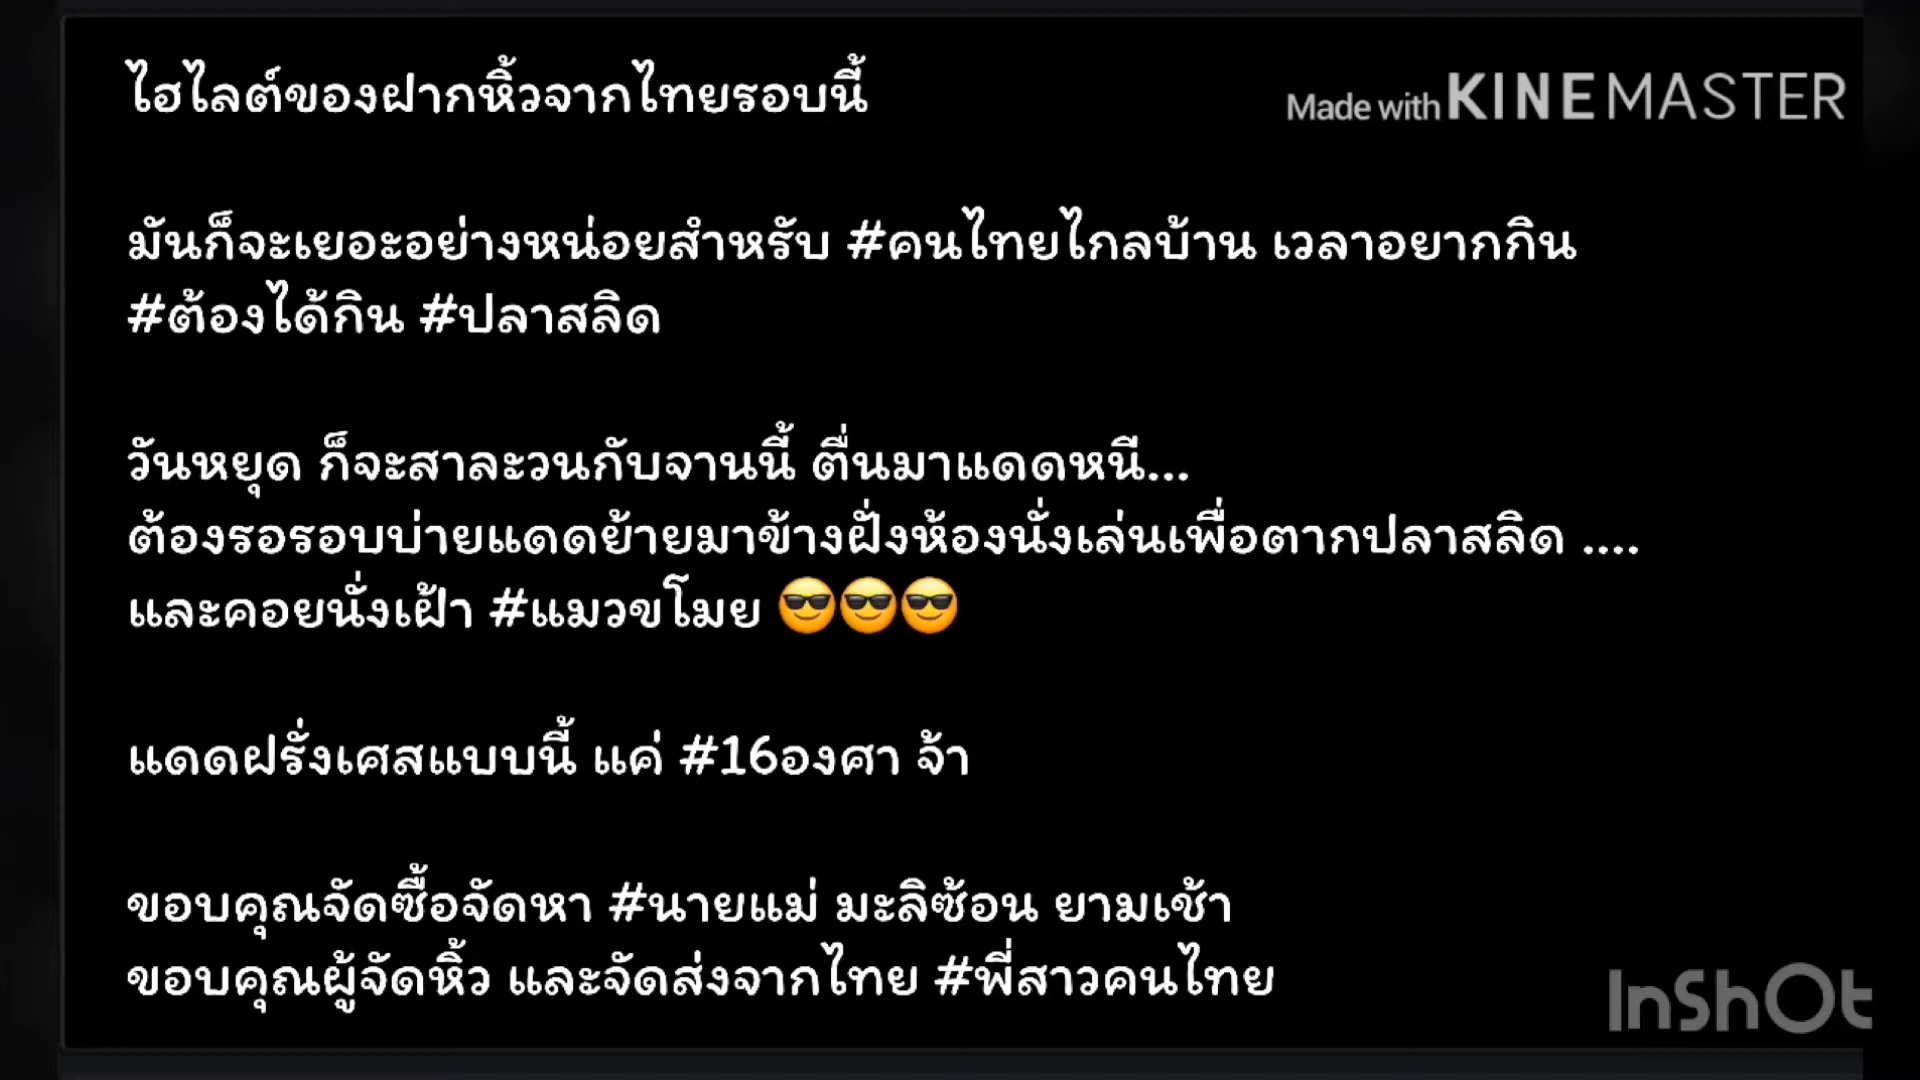 ไฮไลต์ของฝากหิ้วจากไทยรอบนี้
Made with KINEMASTER
มันก็จะเยอะอย่างหน่อยสำหรับ #คนไทยไกลบ้าน เวลาอยากกิน
#ต้องได้กิน #ปลาสลิด
วันหยุด ก็จะสาละวนกับจานนี้ ตื่นมาแดดหนี...
ต้องรอรอบบ่ายแดดย้ายมาข้างฝั่งห้องนั่งเล่นเพื่อตากปลาสลิด ....
และคอยนั่งเฝ้า #แมวขโมย 😎😎😎
แดดฝรั่งเศสแบบนี้ แค่ #16องศา จ้า
ขอบคุณจัดซื้อจัดหา #นายแม่ มะลิซ้อน ยามเช้า
ขอบคุณผู้จัดหิ้ว และจัดส่งจากไทย #พี่สาวคนไทย
InShOt